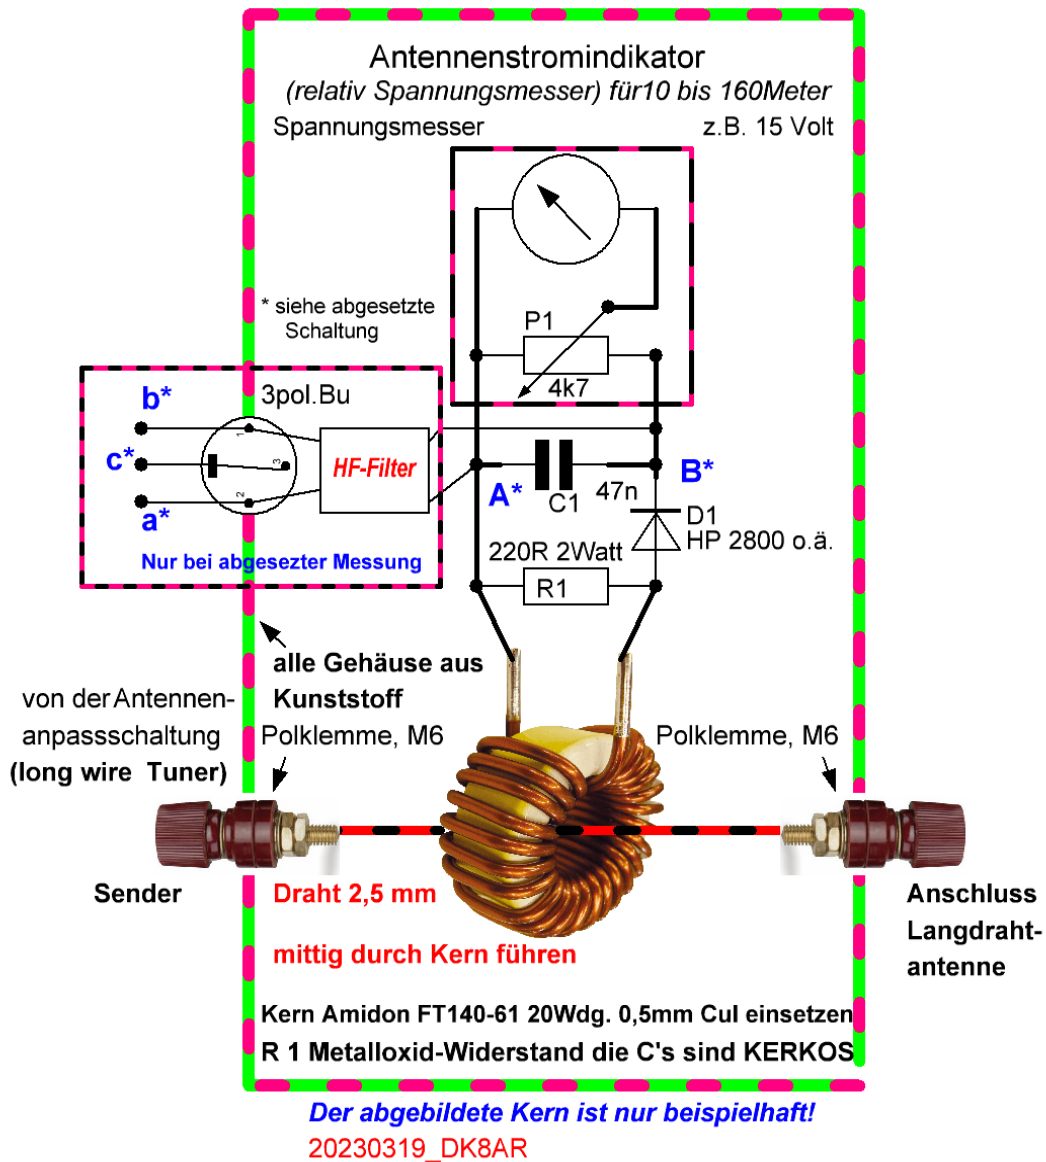 Antennenstromindikator
(relativ Spannungsmesser) für10 bis 160Meter
Spannungsmesser z.B. 15 Volt
* siehe abgesetzte
Schaltung
P1
4k7
b*
3pol.Bu
c*
a*
1
3
2
HF-Filter
A*
C1
47n
B*
D1
HP 2800 o.ä.
Nur bei abgesezter Messung
220R 2Watt
R1
alle Gehäuse aus
Kunststoff
von der Antennen-
anpassschaltung
(long wire Tuner)
Polklemme, M6
Polklemme, M6
Sender
Draht 2,5 mm
mittig durch Kern führen
Anschluss
Langdraht-
antenne
Kern Amidon FT140-61 20Wdg. 0,5mm Cul einsetzen
R 1 Metalloxid-Widerstand die C's sind KERKOS
Der abgebildete Kern ist nur beispielhaft!
20230319_DK8AR